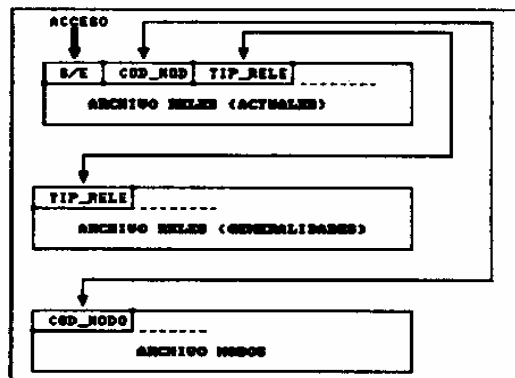 ACCESO
S/E COD_NOD TIP_RELE
ARCHIVO RELES (ACTUALES)
TIP_RELE
ARCHIVO RELES (GENERALIDADES)
COD_NODO
ARCHIVO NODOS